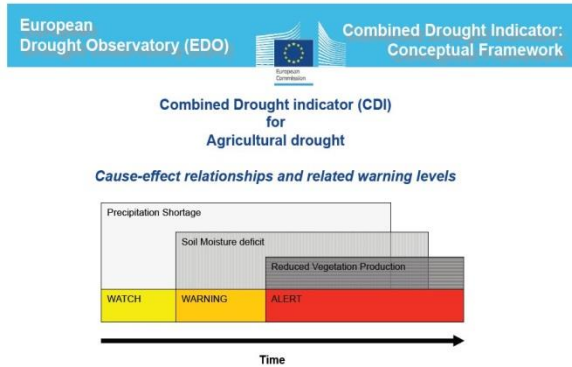 European
Drought Observatory (EDO)
European
Commission
Combined Drought Indicator:
Conceptual Framework
Combined Drought indicator (CDI)
for
Agricultural drought
Cause-effect relationships and related warning levels
Precipitation Shortage
Soil Moisture deficit
Reduced Vegetation Production
WATCH
WARNING
ALERT
Time